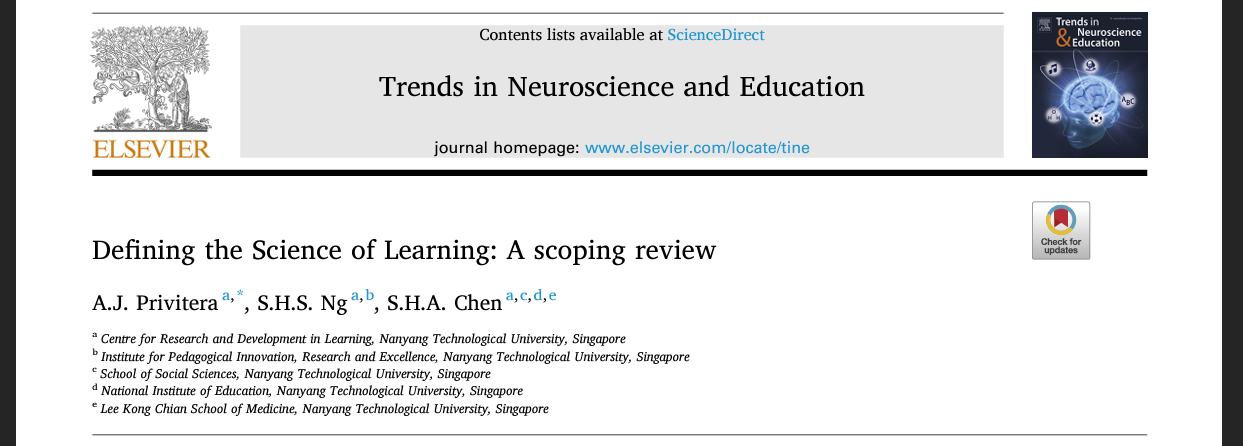 Contents lists available at ScienceDirect
Trends in Neuroscience and Education
journal homepage: www.elsevier.com/locate/tine
ELSEVIER
Trends in
Neuroscience
& Education
ABC
Check for
updates
Defining the Science of Learning: A scoping review
A.J. Privitera a,*, S.H.S. Ng a,b, S.H.A. Chen a,c,d,e
a Centre for Research and Development in Learning, Nanyang Technological University, Singapore
b Institute for Pedagogical Innovation, Research and Excellence, Nanyang Technological University, Singapore
c School of Social Sciences, Nanyang Technological University, Singapore
d National Institute of Education, Nanyang Technological University, Singapore
e Lee Kong Chian School of Medicine, Nanyang Technological University, Singapore